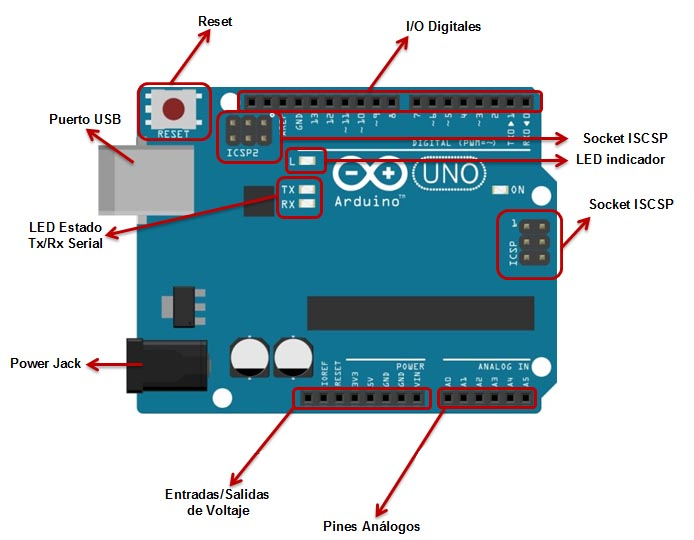 Reset
I/O Digitales
RESET
AREF
GND
13
12
~11
~10
~9
8
7
~6
~5
4
~3
2
TX0▶1
RX0◀0
Puerto USB
ICSP2
DIGITAL (PWM=~)
Socket ISCSP
L
LED indicador
TX
RX
Arduino™
UNO
ON
Socket ISCSP
LED Estado
Tx/Rx Serial
1
ICSP
Power Jack
POWER
ANALOG IN
IOREF
RESET
3V3
5V
GND
GND
VIN
A0
A1
A2
A3
A4
A5
Entradas/Salidas
de Voltaje
Pines Análogos